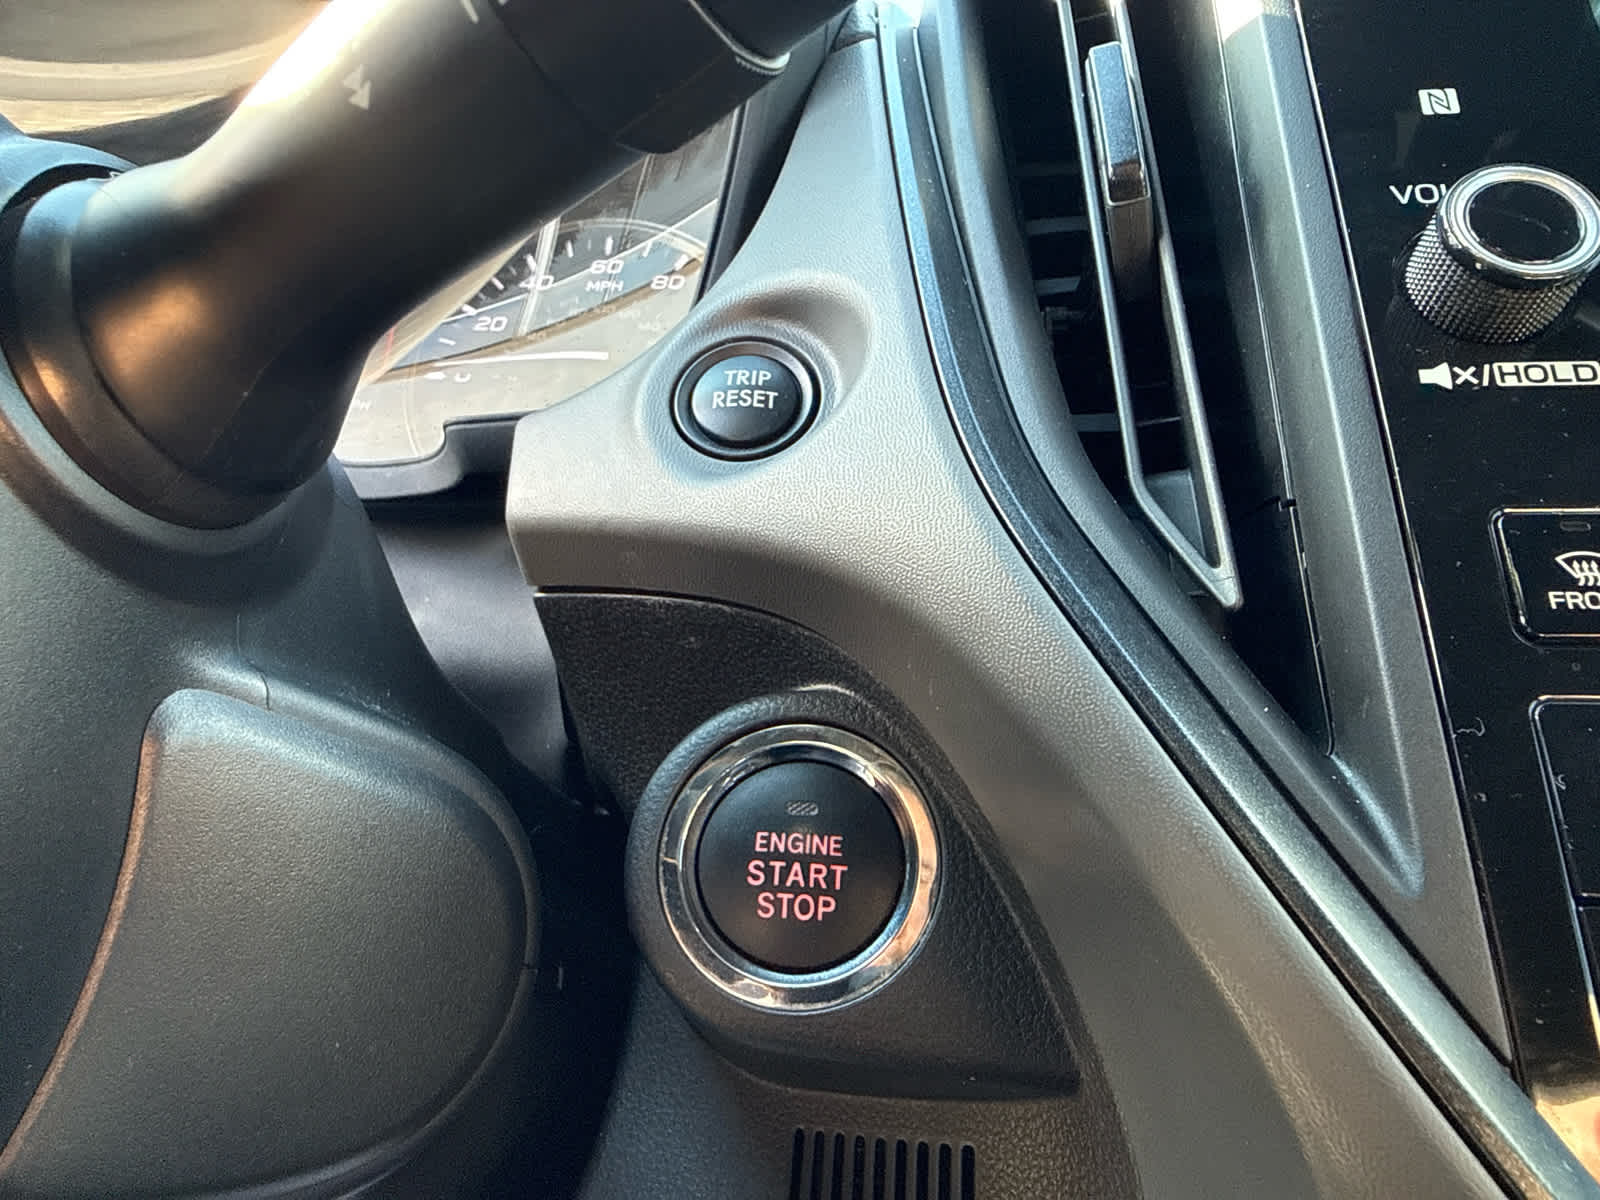 VOL
40
60
80
MPH
20
TRIP
RESET
x/HOLD
FRO
ENGINE
START
STOP